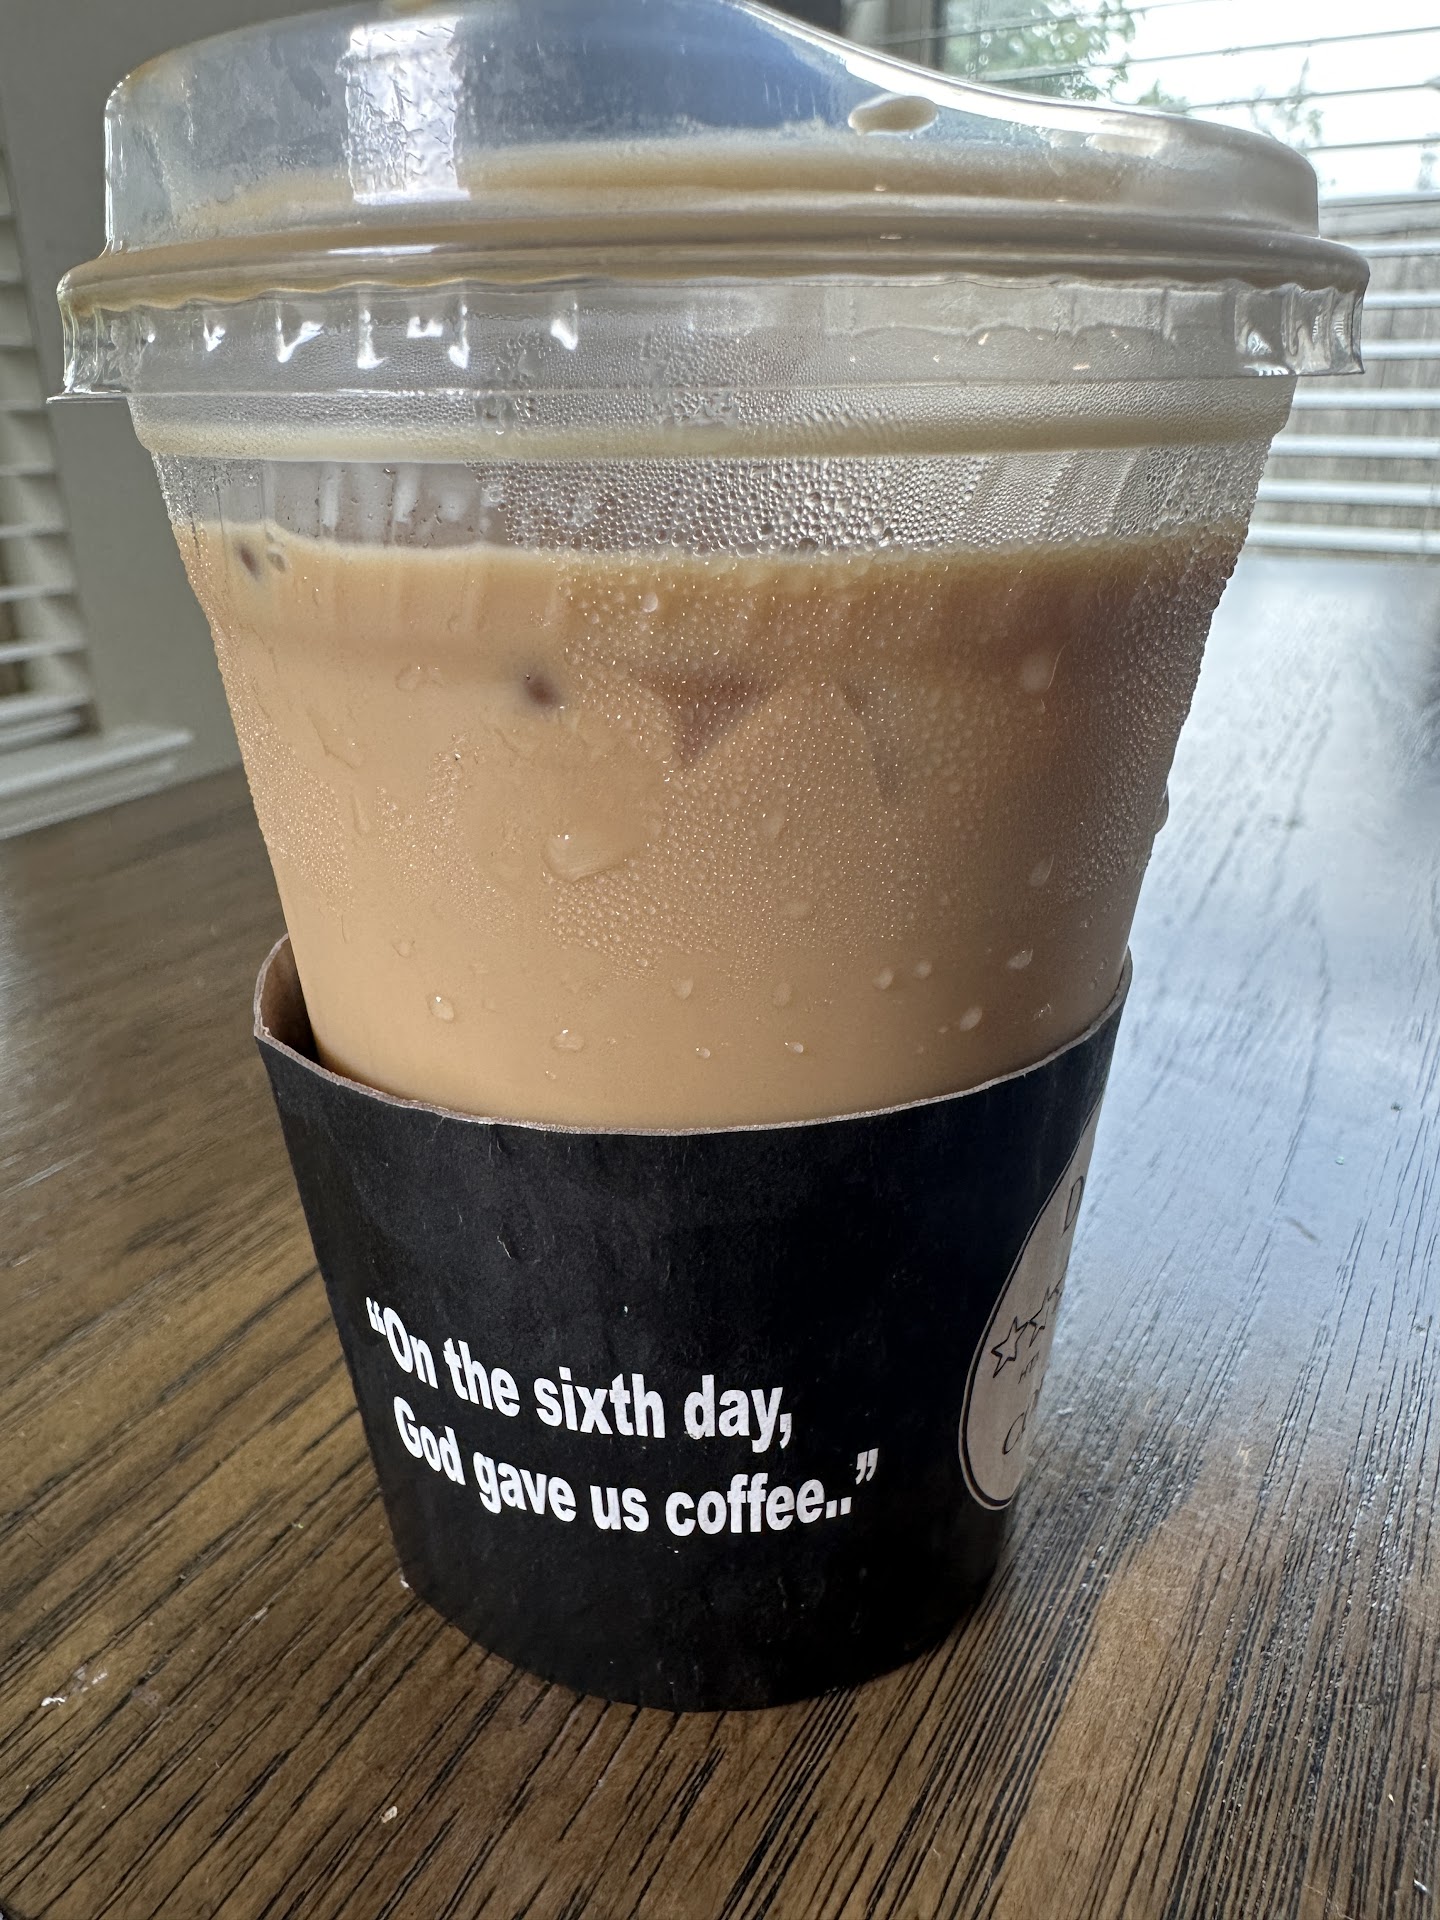 “On the sixth day,
God gave us coffee..”